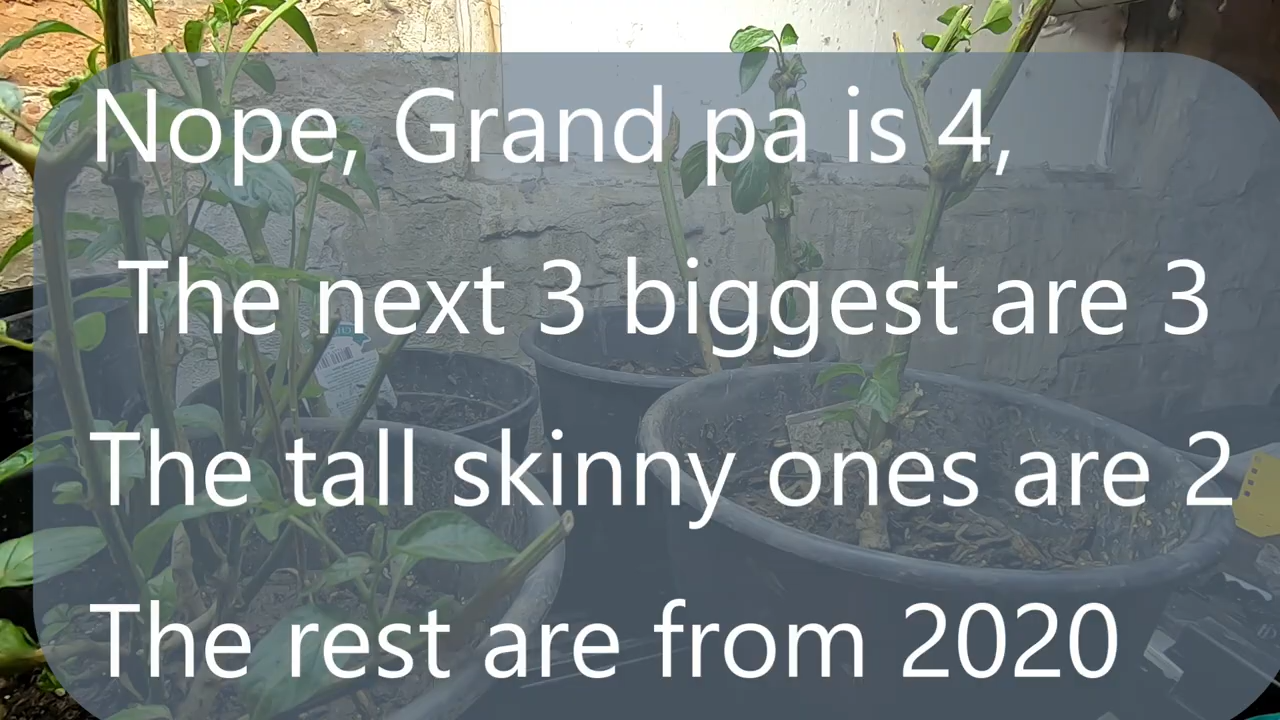 Nope, Grand pa is 4,
The next 3 biggest are 3
The tall skinny ones are 2
The rest are from 2020